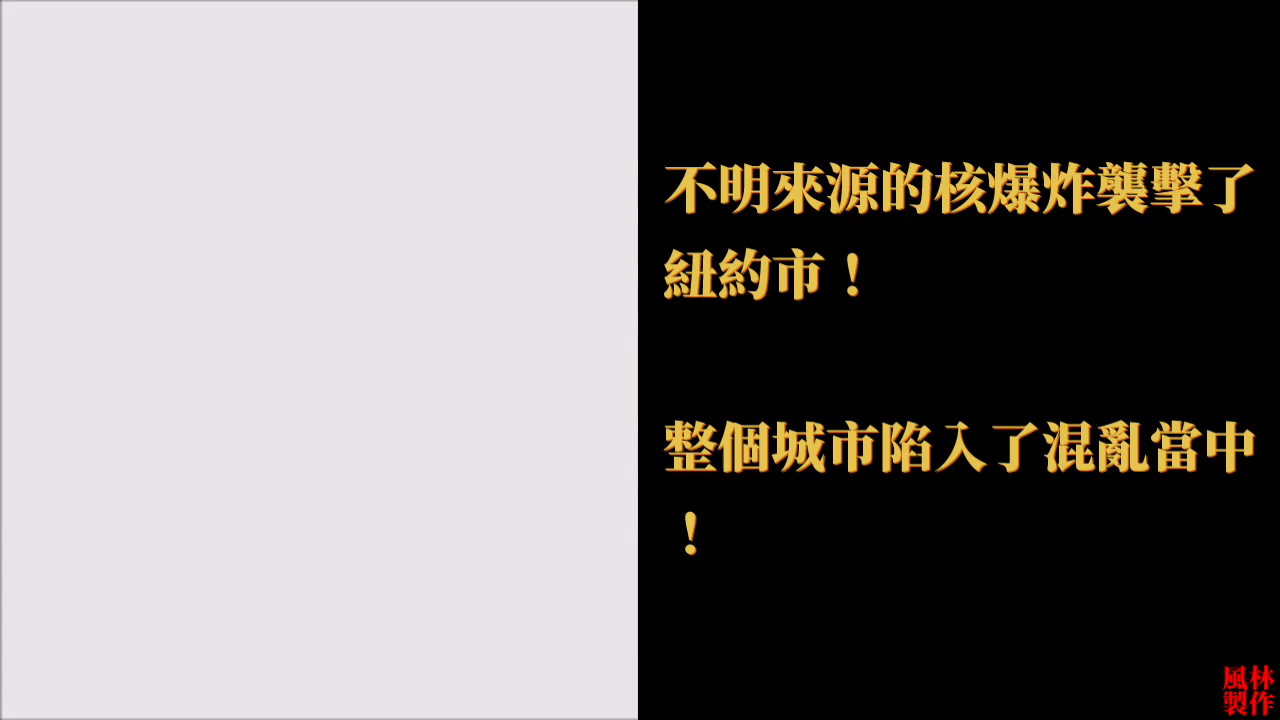 不明來源的核爆炸襲擊了
紐約市！
整個城市陷入了混亂當中
！
風林
製作